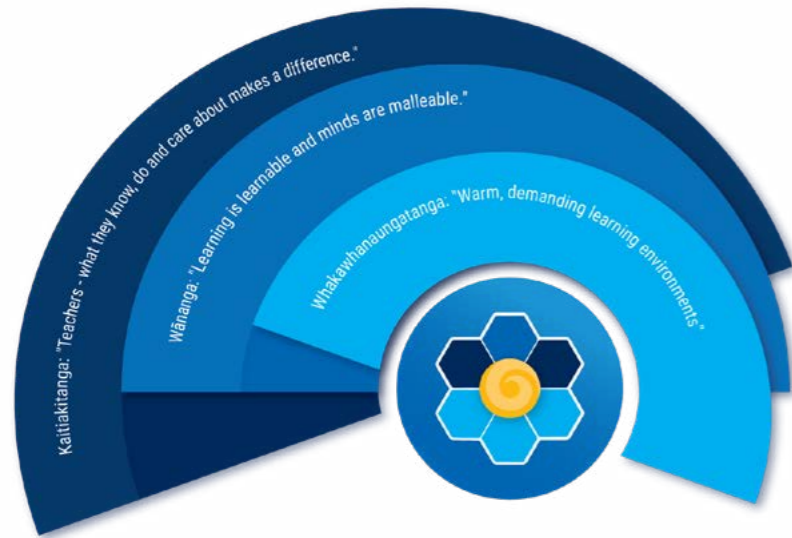 Kaitiakitanga: "Teachers - what they know, do and care about makes a difference."
Wānanga: "Learning is learnable and minds are malleable."
Whakawhanaungatanga: "Warm, demanding learning environments"